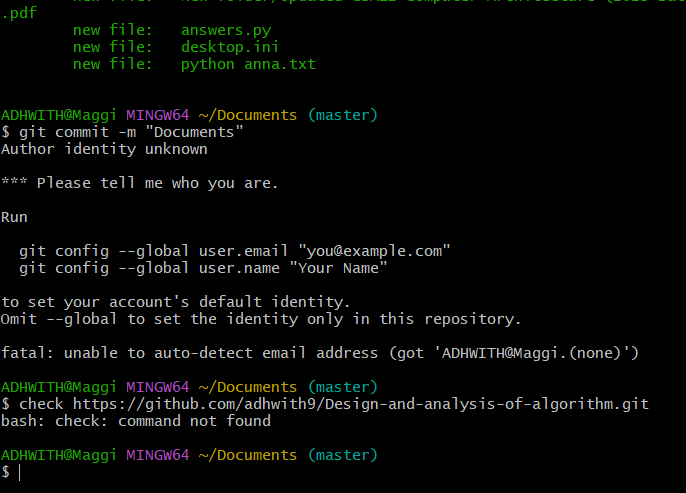 .pdf
new file:   answers.py
new file:   desktop.ini
new file:   python anna.txt
ADHWITH@Maggi MINGW64 ~/Documents (master)
$ git commit -m "Documents"
Author identity unknown
*** Please tell me who you are.
Run
git config --global user.email "you@example.com"
git config --global user.name "Your Name"
to set your account's default identity.
Omit --global to set the identity only in this repository.
fatal: unable to auto-detect email address (got 'ADHWITH@Maggi.(none)')
ADHWITH@Maggi MINGW64 ~/Documents (master)
$ check https://github.com/adhwith9/Design-and-analysis-of-algorithm.git
bash: check: command not found
ADHWITH@Maggi MINGW64 ~/Documents (master)
$